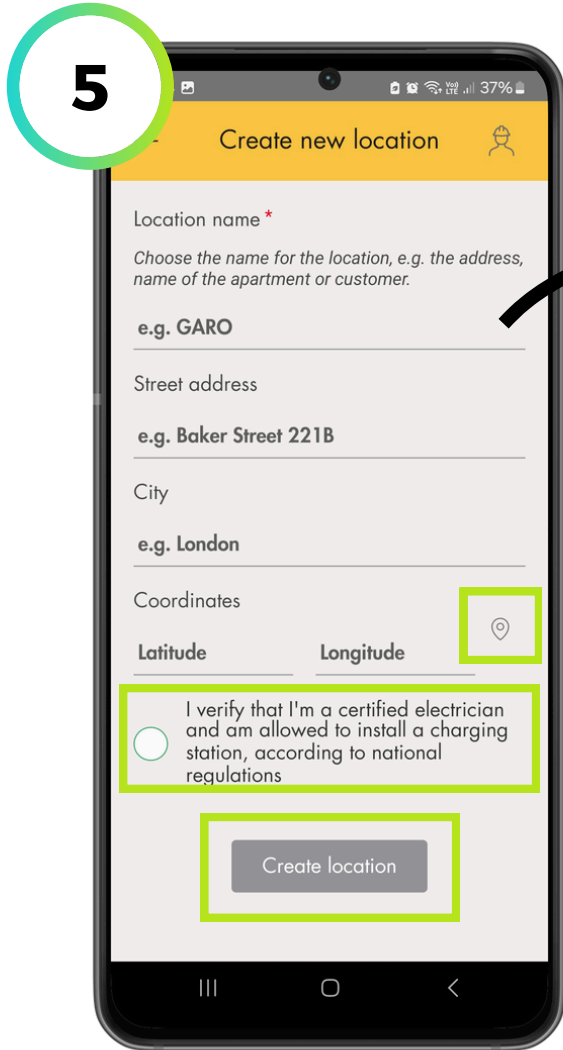 5
37%
Create new location
Location name *
Choose the name for the location, e.g. the address,
name of the apartment or customer.
e.g. GARO
Street address
e.g. Baker Street 221B
City
e.g. London
Coordinates
Latitude Longitude
I verify that I'm a certified electrician
and am allowed to install a charging
station, according to national
regulations
Create location